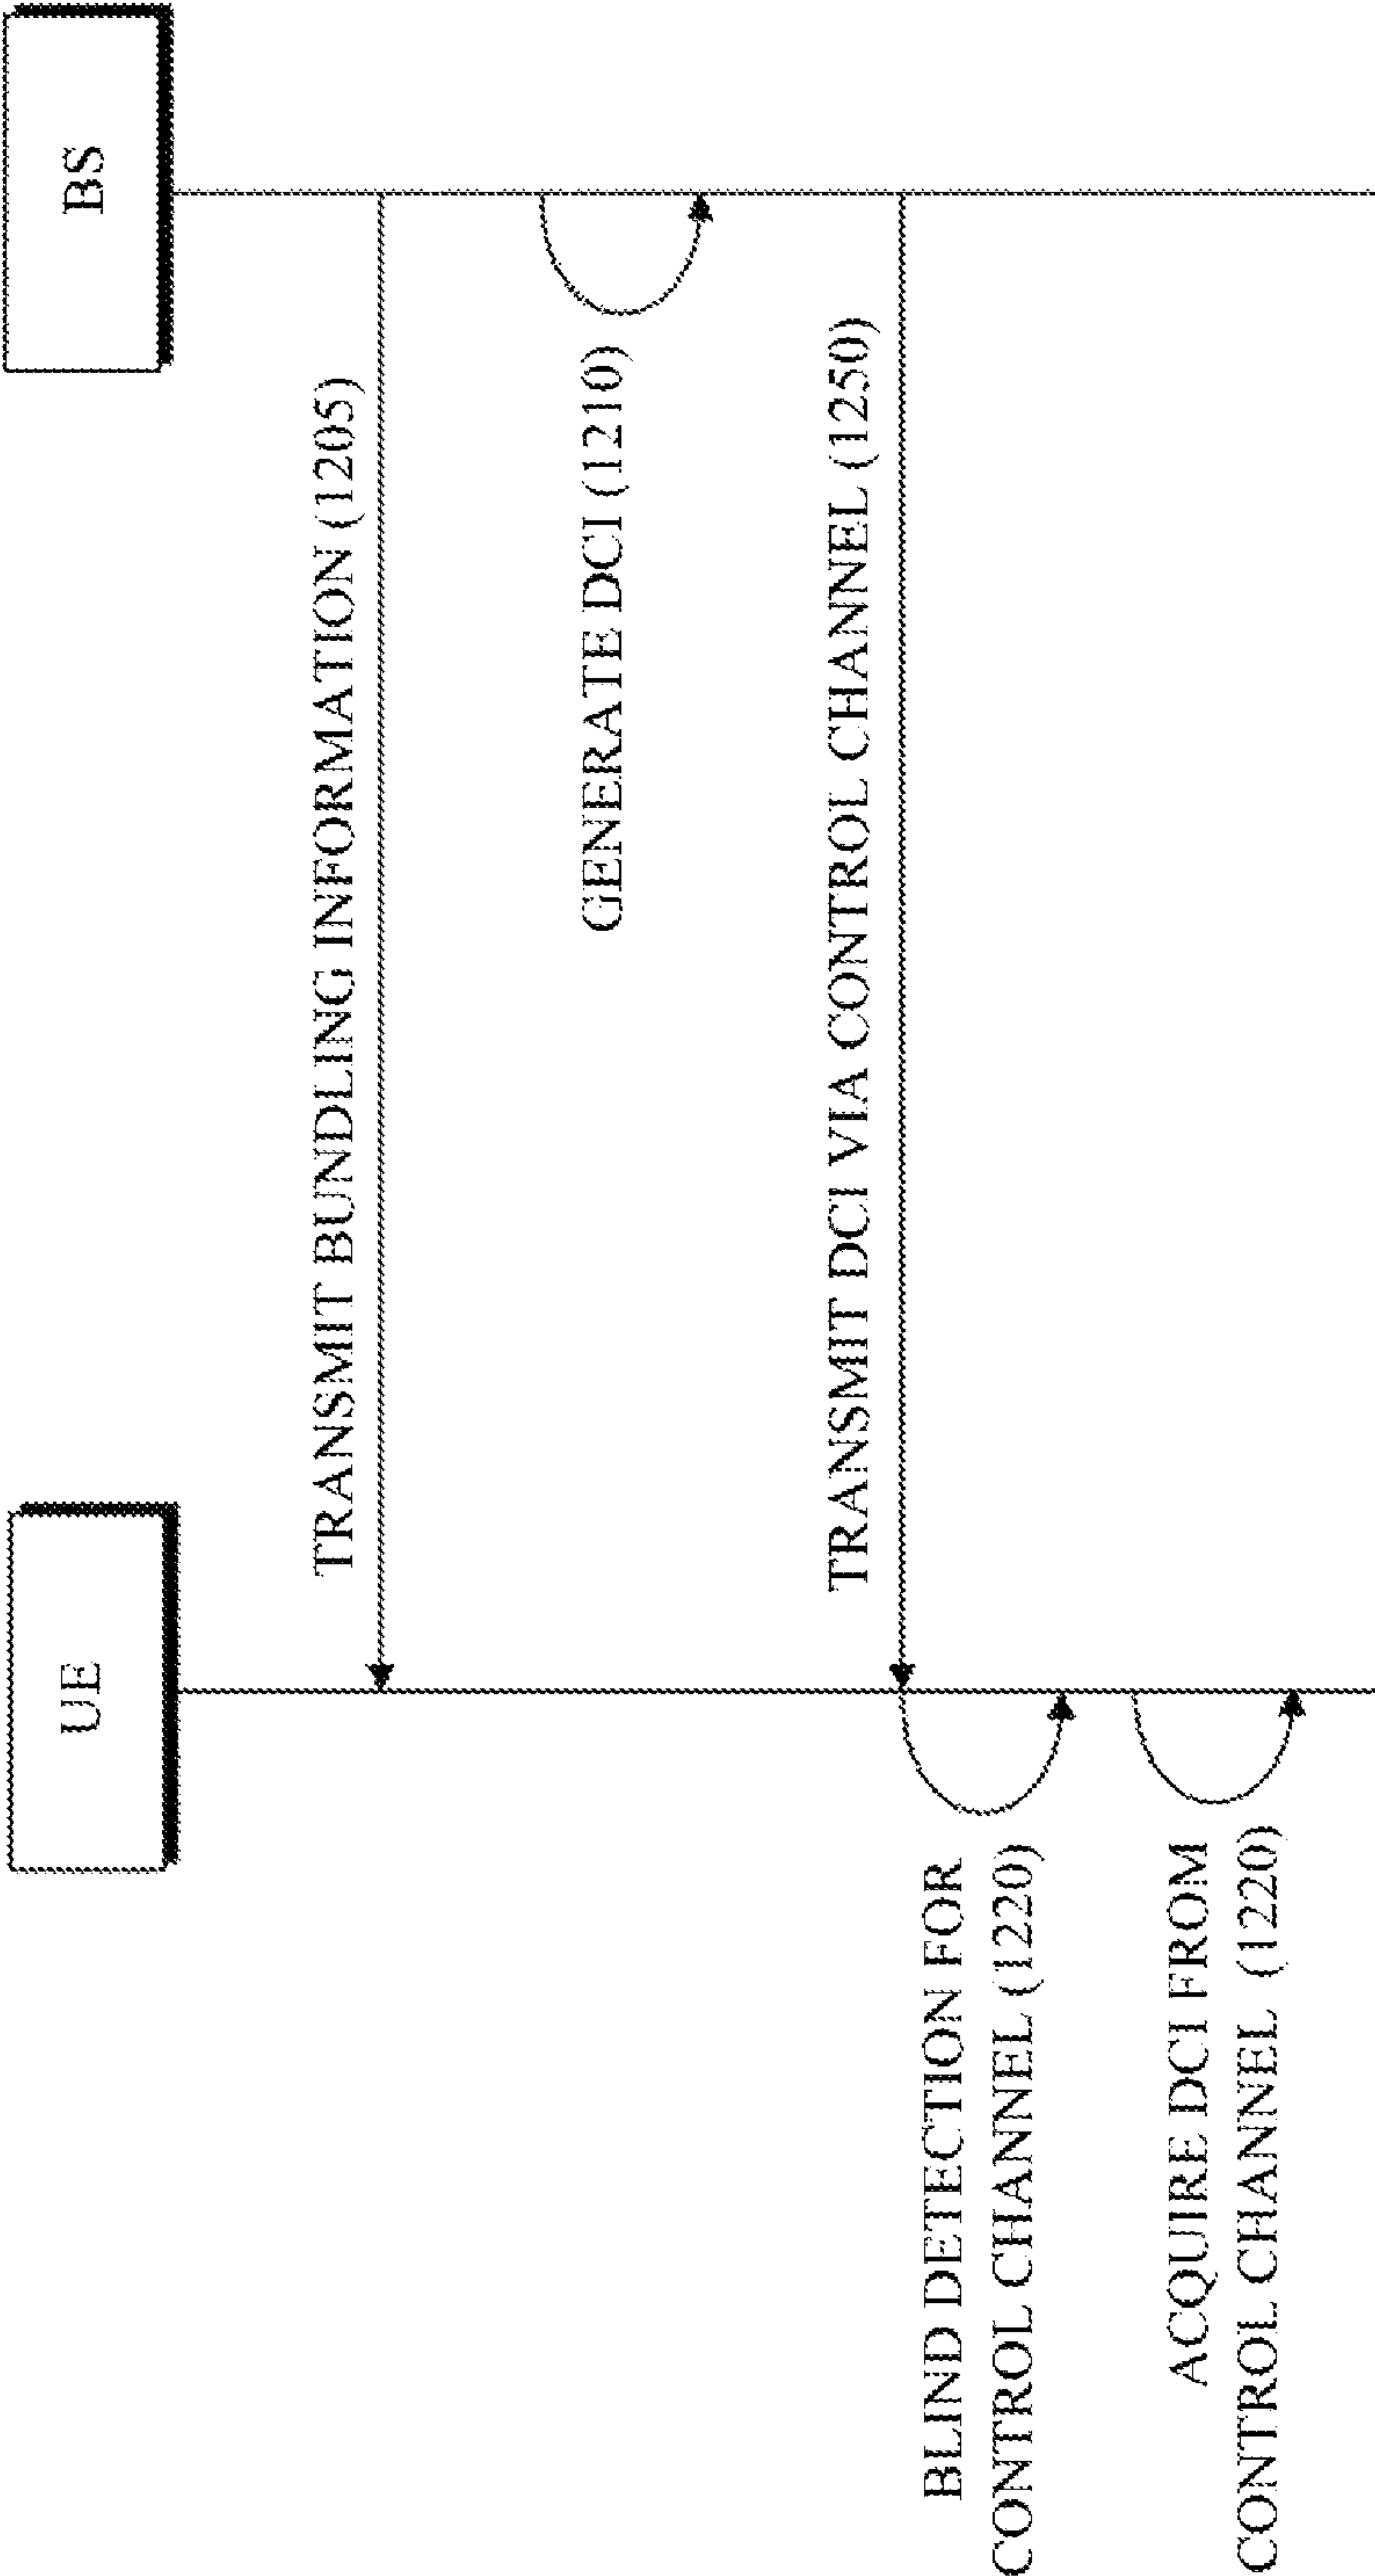 UE
BS
TRANSMIT BUNDLING INFORMATION (1205)
GENERATE DCI (1210)
TRANSMIT DCI VIA CONTROL CHANNEL (1250)
BLIND DETECTION FOR
CONTROL CHANNEL (1220)
ACQUIRE DCI FROM
CONTROL CHANNEL (1220)